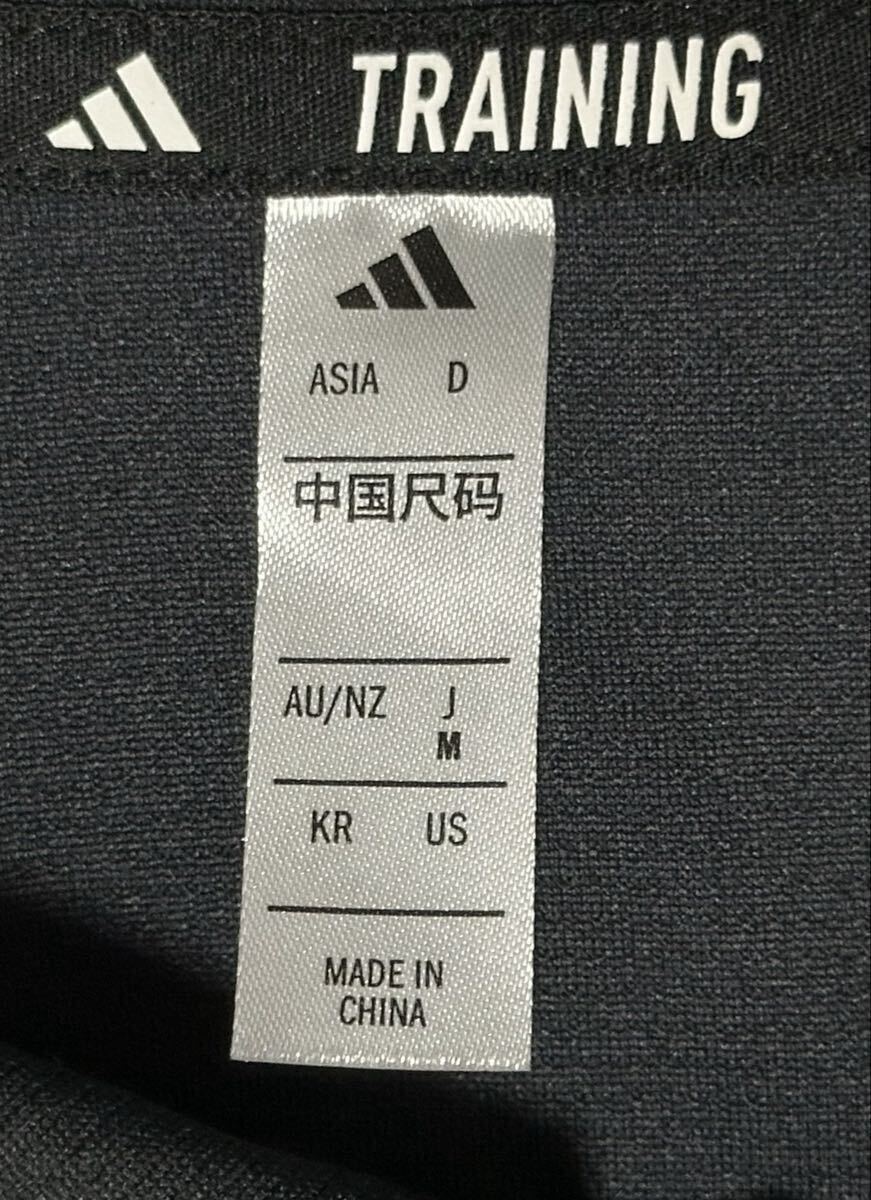 TRAINING
ASIA D
中国尺码
AU/NZ J
M
KR US
MADE IN
CHINA